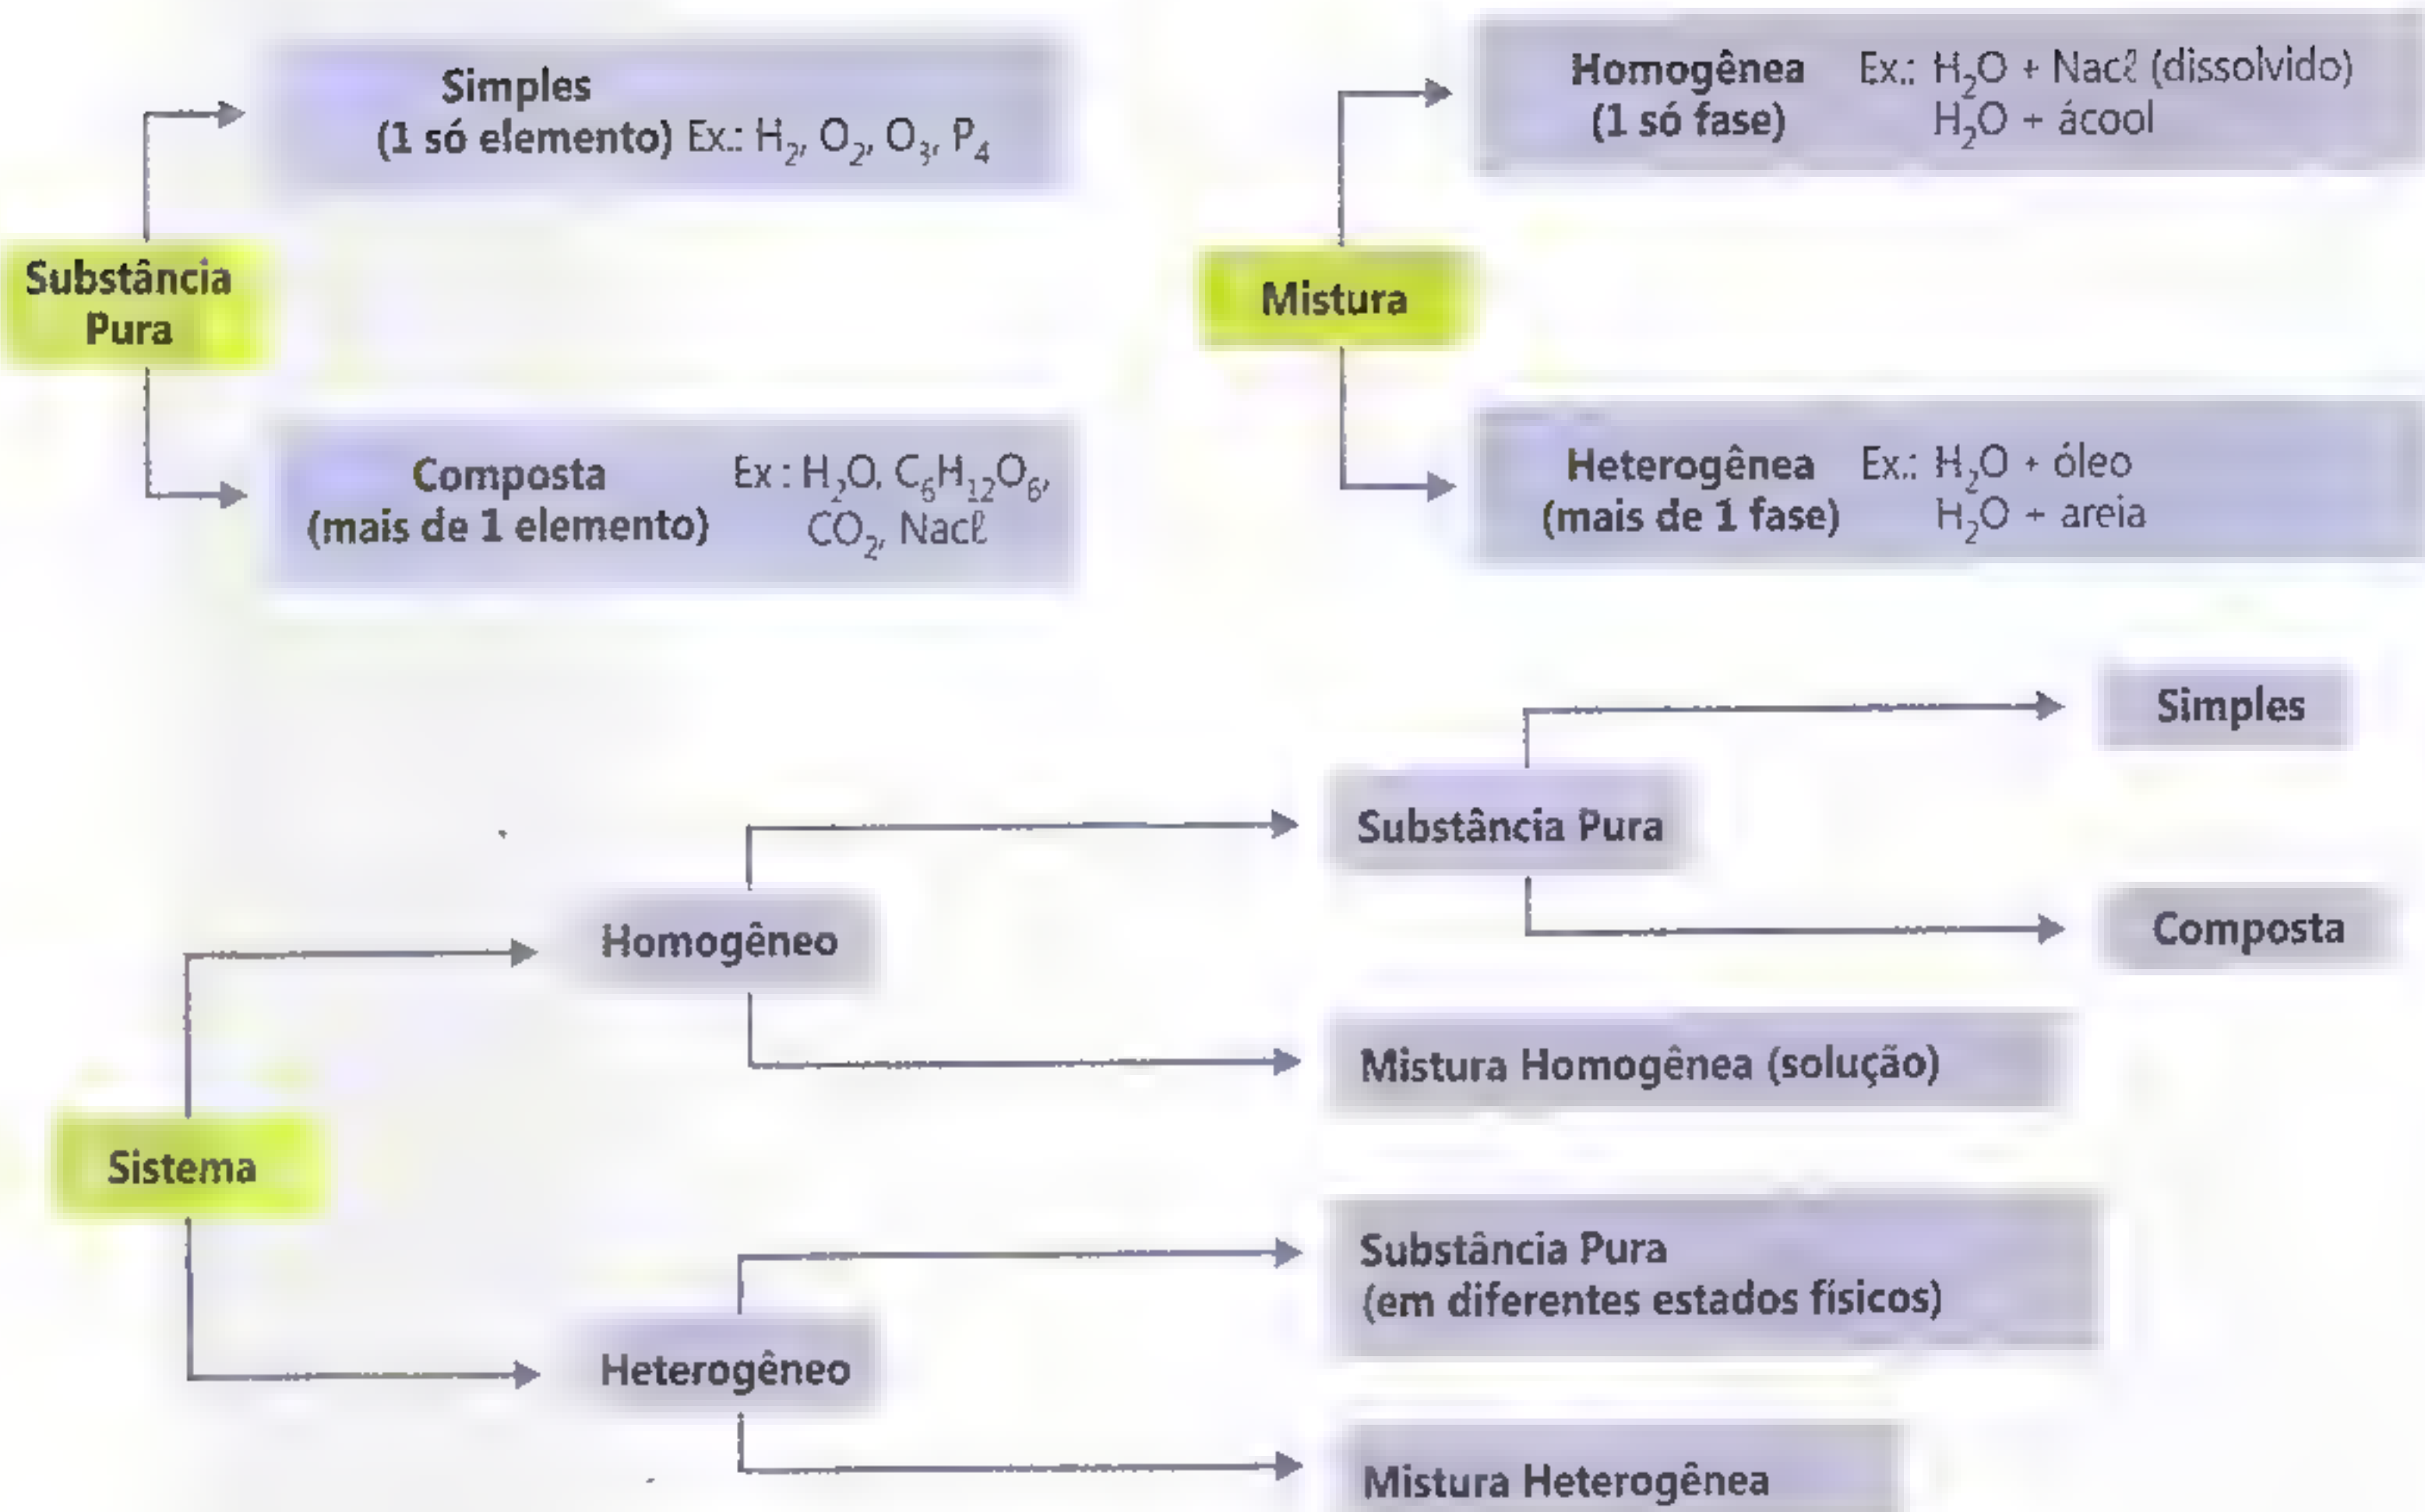 Simples
(1 só elemento) Ex.: H₂, O₂, O₃, P₄
Substância
Pura
Composta Ex : H₂O, C₆H₁₂O₆,
(mais de 1 elemento) CO₂, Nacℓ
Homogênea Ex.: H₂O + Nacℓ (dissolvido)
(1 só fase) H₂O + ácool
Mistura
Heterogênea Ex.: H₂O + óleo
(mais de 1 fase) H₂O + areia
Simples
Substância Pura
Composta
Homogêneo
Mistura Homogênea (solução)
Sistema
Substância Pura
(em diferentes estados físicos)
Heterogêneo
Mistura Heterogênea